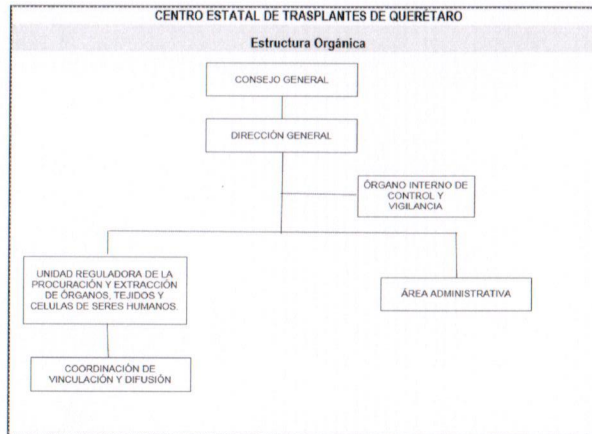 CENTRO ESTATAL DE TRASPLANTES DE QUERÉTARO
Estructura Orgánica
CONSEJO GENERAL
DIRECCIÓN GENERAL
ÓRGANO INTERNO DE
CONTROL Y
VIGILANCIA
UNIDAD REGULADORA DE LA
PROCURACIÓN Y EXTRACCIÓN
DE ÓRGANOS, TEJIDOS Y
CELULAS DE SERES HUMANOS.
ÁREA ADMINISTRATIVA
COORDINACIÓN DE
VINCULACIÓN Y DIFUSIÓN